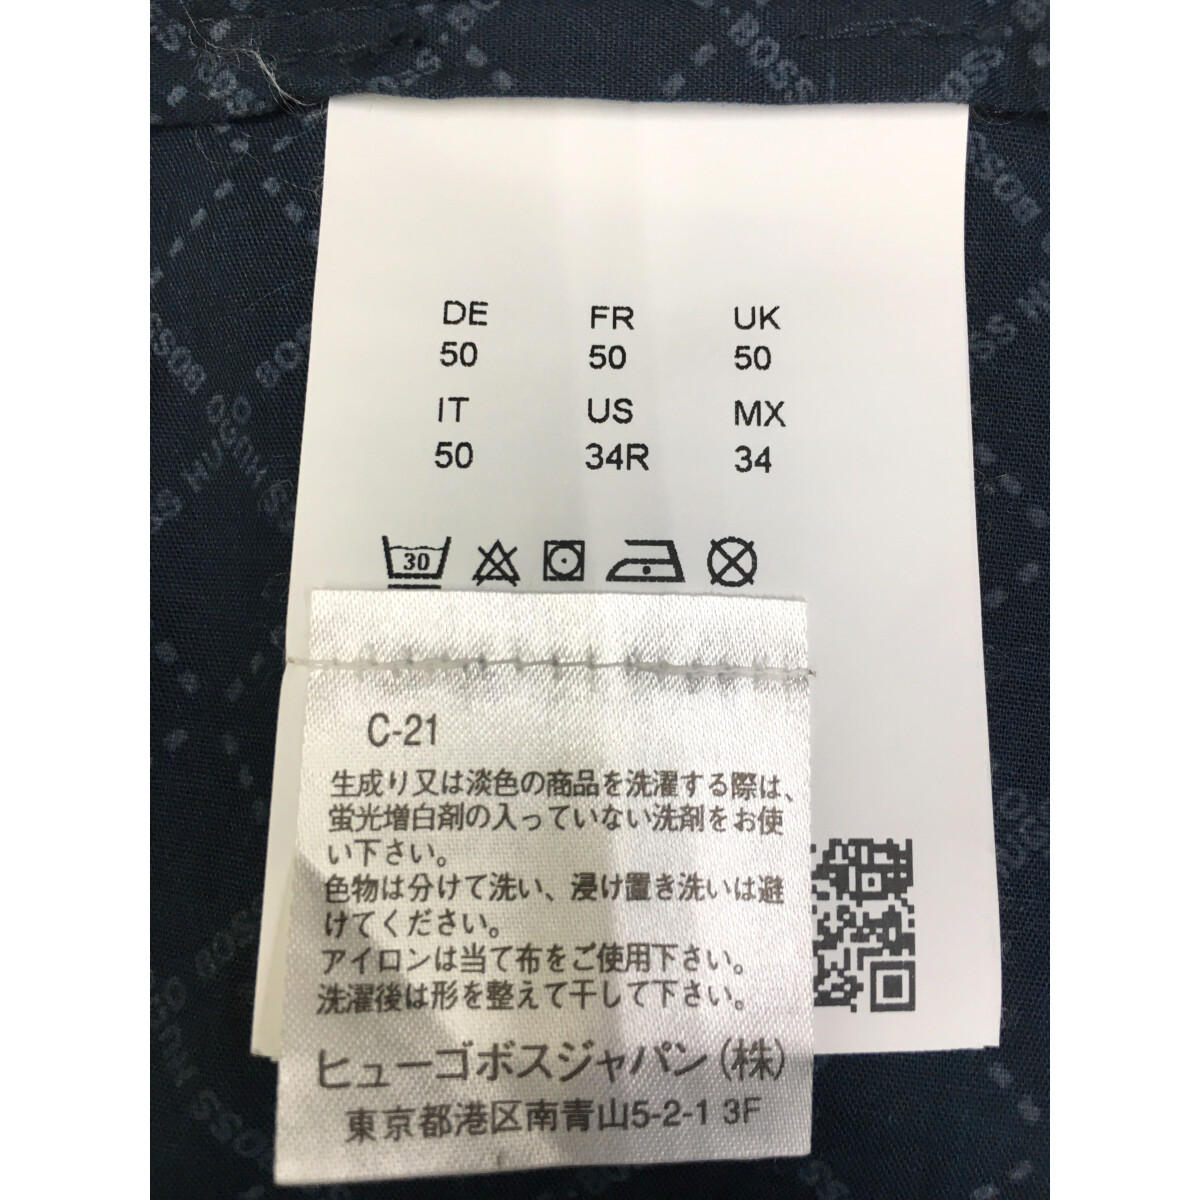 DE FR UK
50 50 50
IT US MX
50 34R 34
30
C-21
生成り又は淡色の商品を洗濯する際は、
蛍光増白剤の入っていない洗剤をお使
い下さい。
色物は分けて洗い、浸け置き洗いは避
けてください。
アイロンは当て布をご使用下さい。
洗濯後は形を整えて干して下さい。
ヒューゴボスジャパン(株)
東京都港区南青山5-2-1 3F